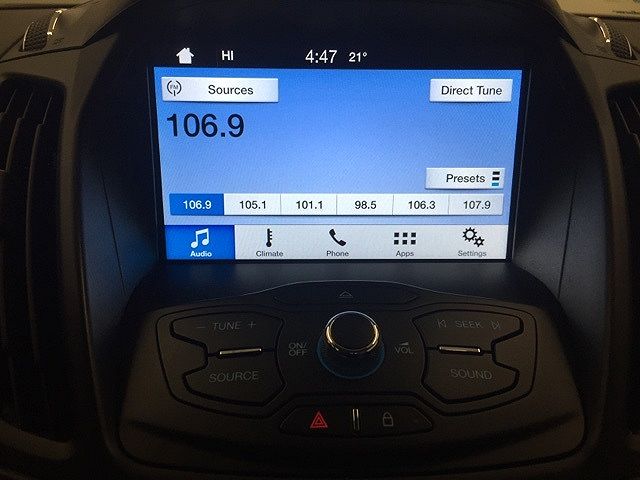 HI 4:47 21°
FM Sources Direct Tune
106.9
Presets
106.9 105.1 101.1 98.5 106.3 107.9
Audio Climate Phone Apps Settings
− TUNE + SEEK
ON/OFF VOL
SOURCE SOUND